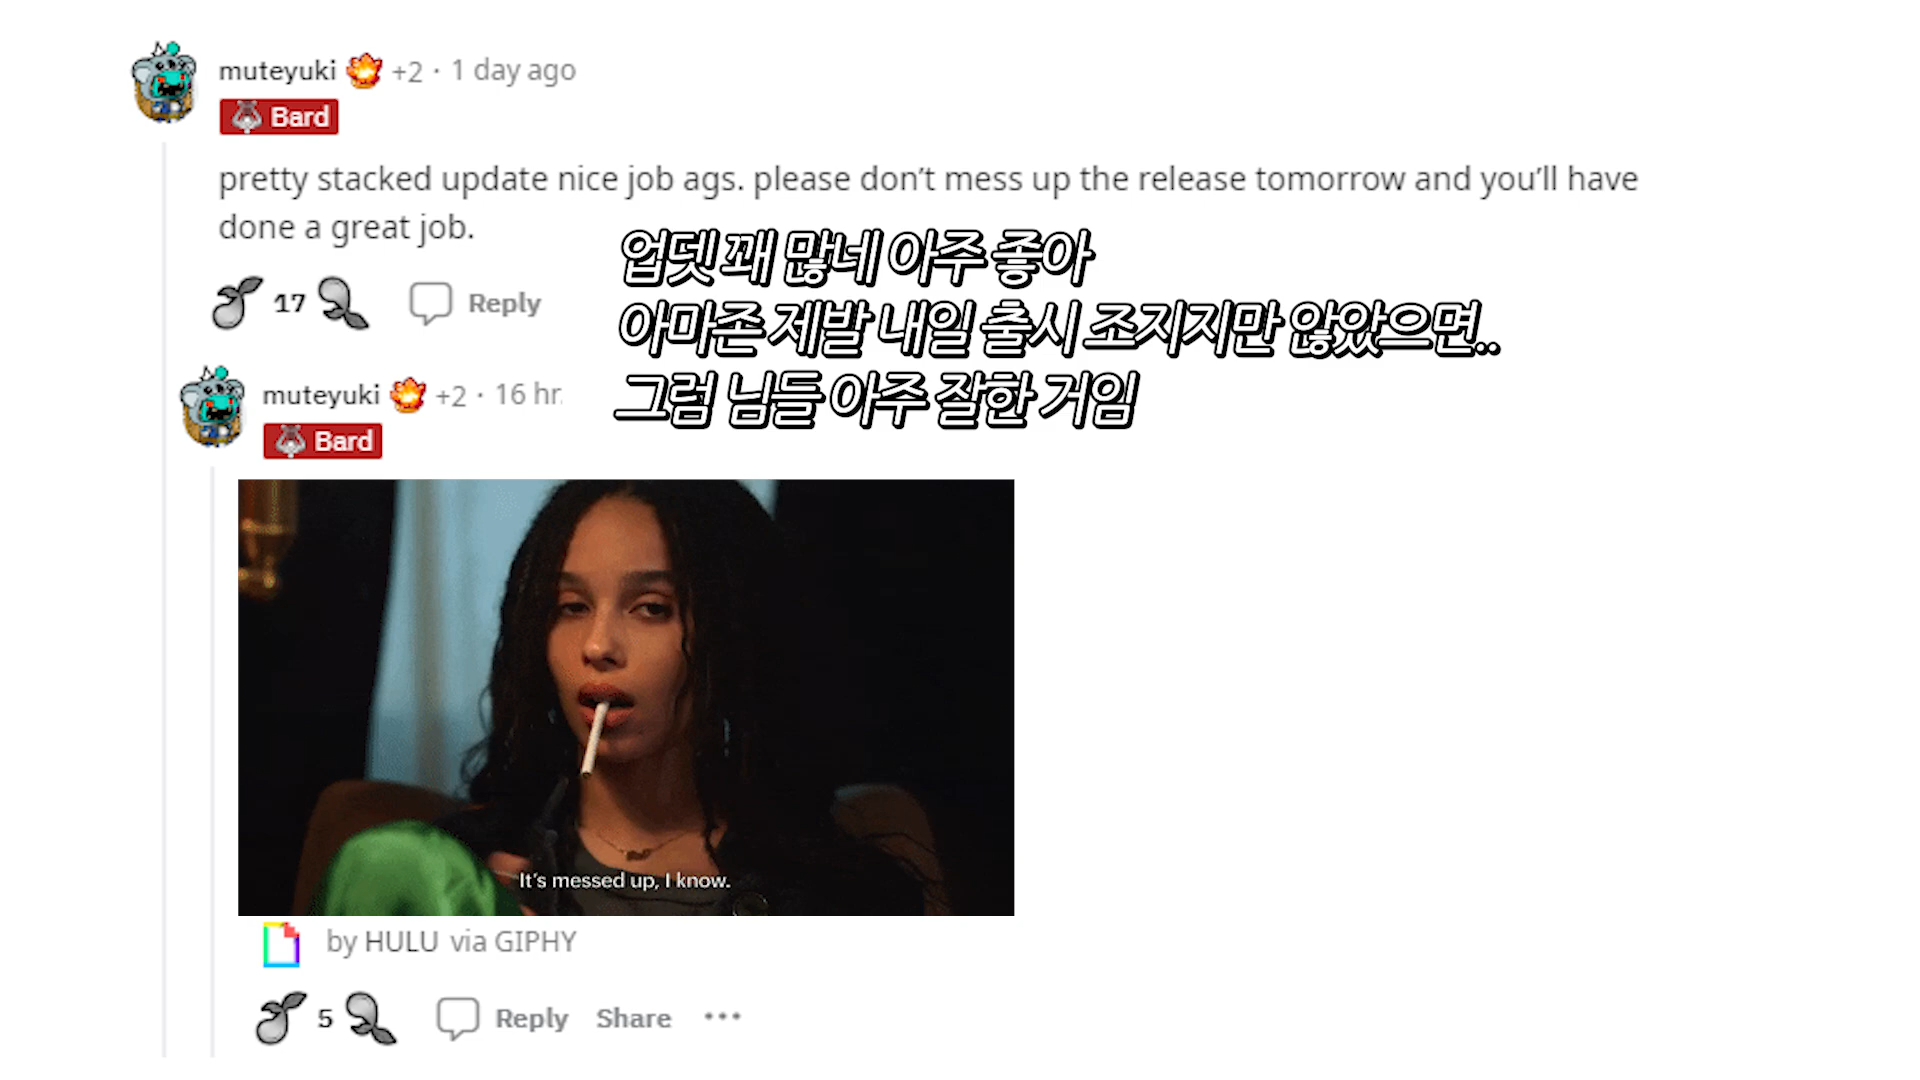 muteyuki +2 · 1 day ago
Bard
pretty stacked update nice job ags. please don't mess up the release tomorrow and you'll have
done a great job.
업뎃 꽤 많네 아주 좋아
아마존 제발 내일 출시 조지지만 않았으면..
그럼 님들 아주 잘한 거임
17 Reply
muteyuki +2 · 16 hr.
Bard
It's messed up, I know.
by HULU via GIPHY
5 Reply Share ···